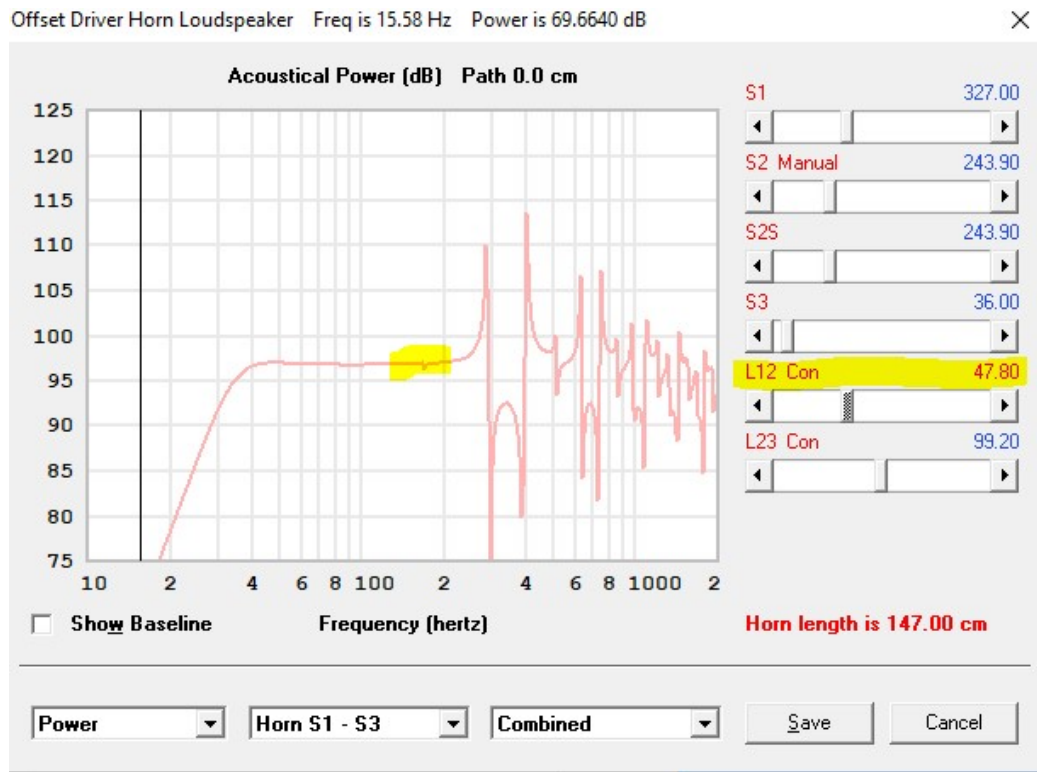 Offset Driver Horn Loudspeaker Freq is 15.58 Hz Power is 69.6640 dB
Acoustical Power (dB) Path 0.0 cm
125
120
115
110
105
100
95
90
85
80
75
10 2 4 6 8 100 2 4 6 8 1000 2
Show Baseline Frequency (hertz)
S1 327.00
S2 Manual 243.90
S2S 243.90
S3 36.00
L12 Con 47.80
L23 Con 99.20
Horn length is 147.00 cm
Power Horn S1 - S3 Combined Save Cancel